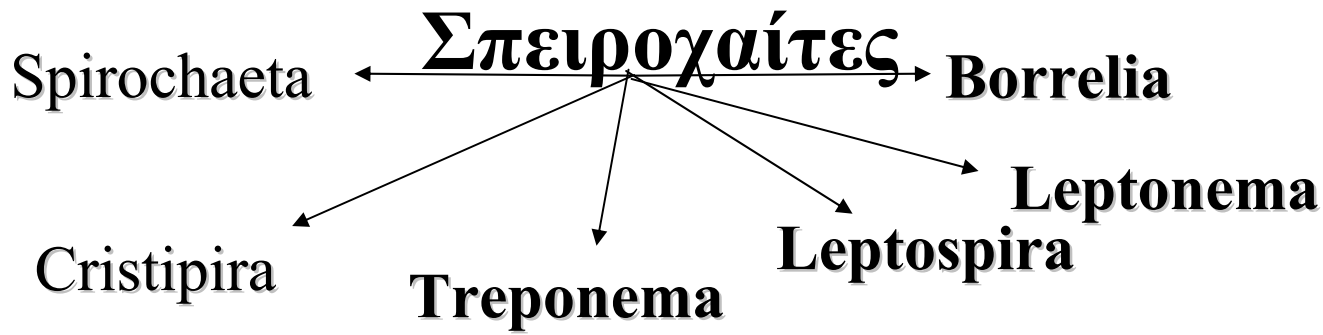 Σπειροχαίτες
Spirochaeta
Borrelia
Leptonema
Leptospira
Cristipira
Treponema